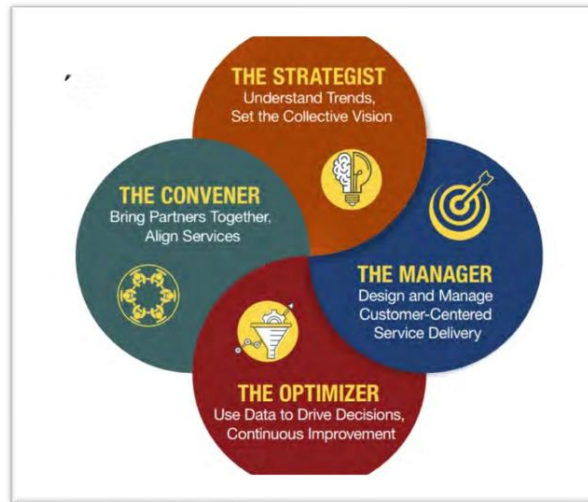 THE STRATEGIST
Understand Trends,
Set the Collective Vision
THE CONVENER
Bring Partners Together,
Align Services
THE MANAGER
Design and Manage
Customer-Centered
Service Delivery
THE OPTIMIZER
Use Data to Drive Decisions,
Continuous Improvement